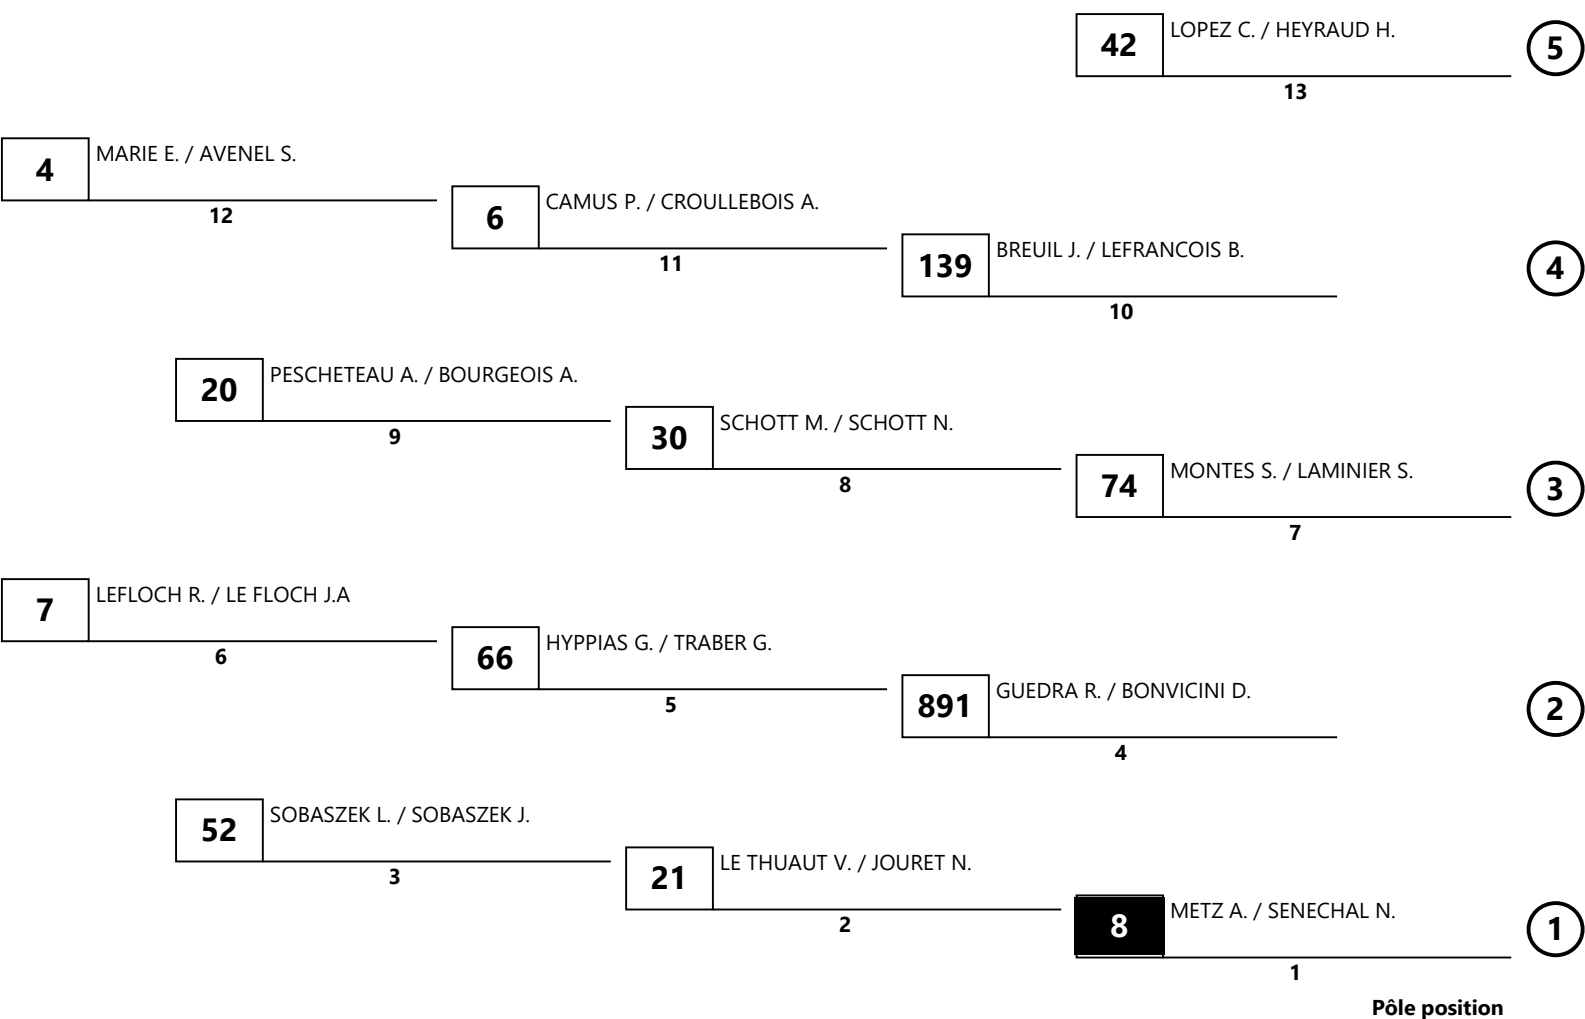 42 LOPEZ C. / HEYRAUD H. 5
13
4 MARIE E. / AVENEL S.
12
6 CAMUS P. / CROULLEBOIS A.
11
139 BREUIL J. / LEFRANCOIS B. 4
10
20 PESCHETEAU A. / BOURGEOIS A.
9
30 SCHOTT M. / SCHOTT N.
8
74 MONTES S. / LAMINIER S. 3
7
7 LEFLOCH R. / LE FLOCH J.A
6
66 HYPPIAS G. / TRABER G.
5
891 GUEDRA R. / BONVICINI D. 2
4
52 SOBASZEK L. / SOBASZEK J.
3
21 LE THUAUT V. / JOURET N.
2
8 METZ A. / SENECHAL N. 1
1
Pôle position